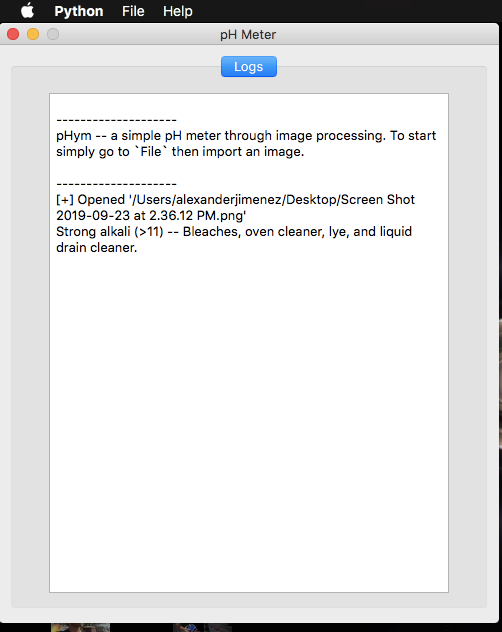 Python File Help
pH Meter
Logs
--------------------
pHym -- a simple pH meter through image processing. To start
simply go to `File` then import an image.
--------------------
[+] Opened '/Users/alexanderjimenez/Desktop/Screen Shot
2019-09-23 at 2.36.12 PM.png'
Strong alkali (>11) -- Bleaches, oven cleaner, lye, and liquid
drain cleaner.